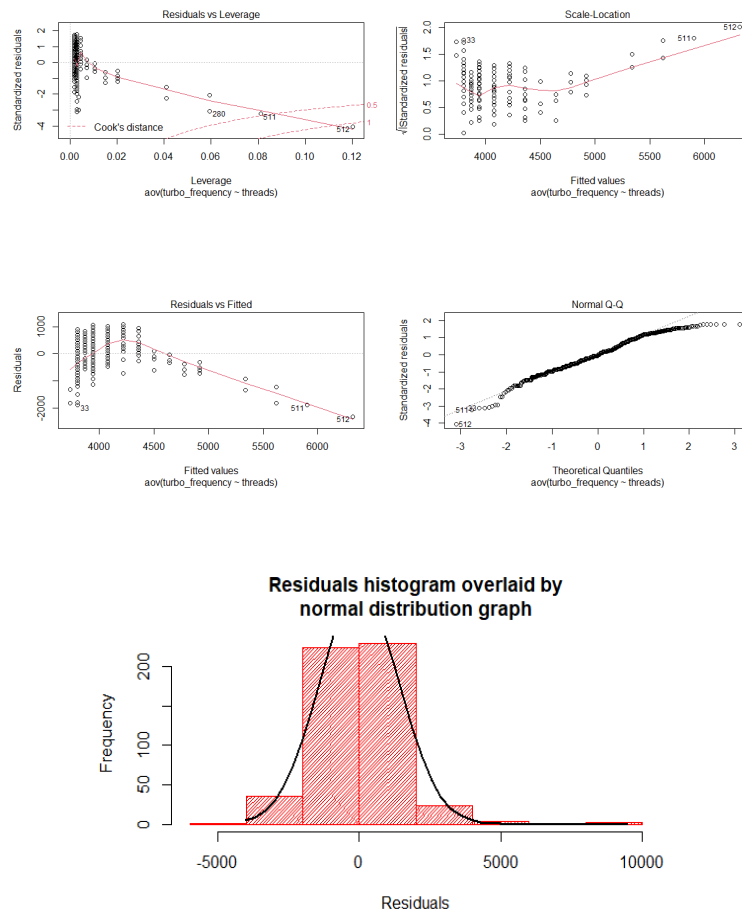 Residuals vs Leverage
Standardized residuals
2
0
-2
-4
280
511
512
0.5
1
Cook's distance
0.00 0.02 0.04 0.06 0.08 0.10 0.12
Leverage
aov(turbo_frequency ~ threads)
Scale-Location
√|Standardized residuals|
2.0
1.5
1.0
0.5
0.0
33
511
512
4000 4500 5000 5500 6000
Fitted values
aov(turbo_frequency ~ threads)
Residuals vs Fitted
Residuals
1000
0
-2000
33
511
512
4000 4500 5000 5500 6000
Fitted values
aov(turbo_frequency ~ threads)
Normal Q-Q
Standardized residuals
2
1
0
-1
-2
-3
-4
511
33
512
-3 -2 -1 0 1 2 3
Theoretical Quantiles
aov(turbo_frequency ~ threads)
Residuals histogram overlaid by
normal distribution graph
Frequency
200
100
50
0
-5000 0 5000 10000
Residuals